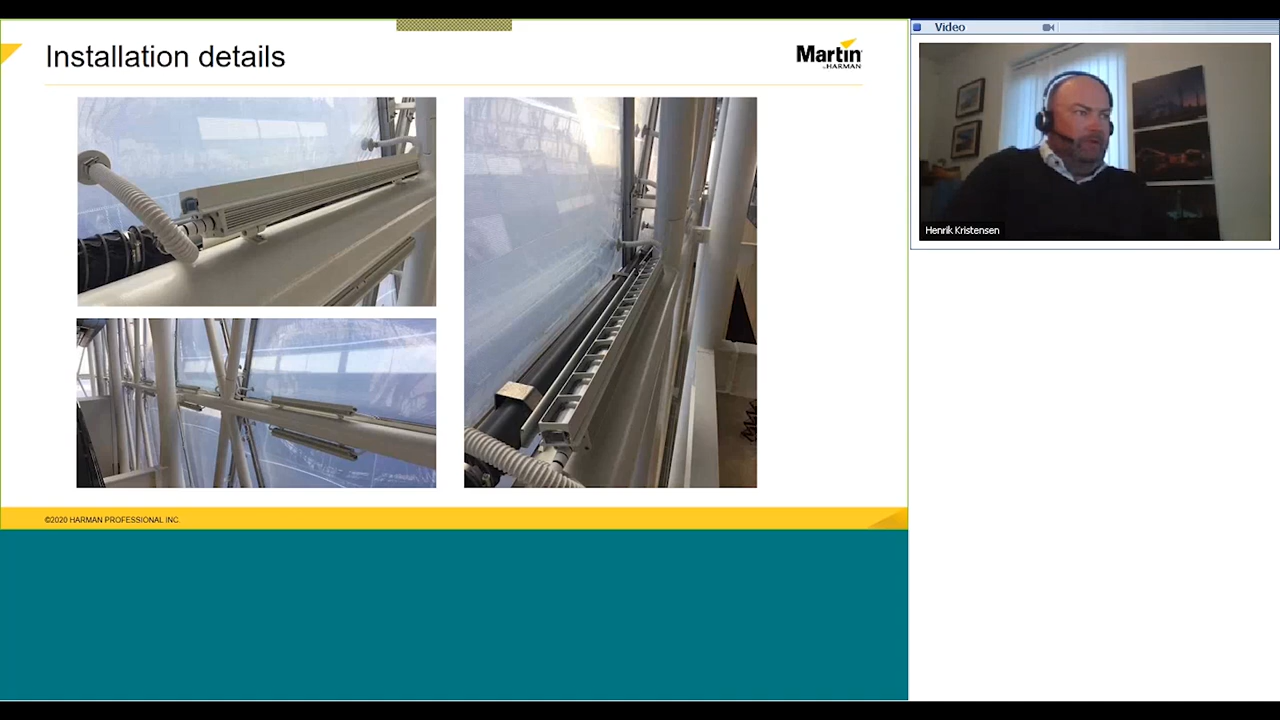 Installation details
Martin
by HARMAN
©2020 HARMAN PROFESSIONAL INC.
Video
Henrik Kristensen